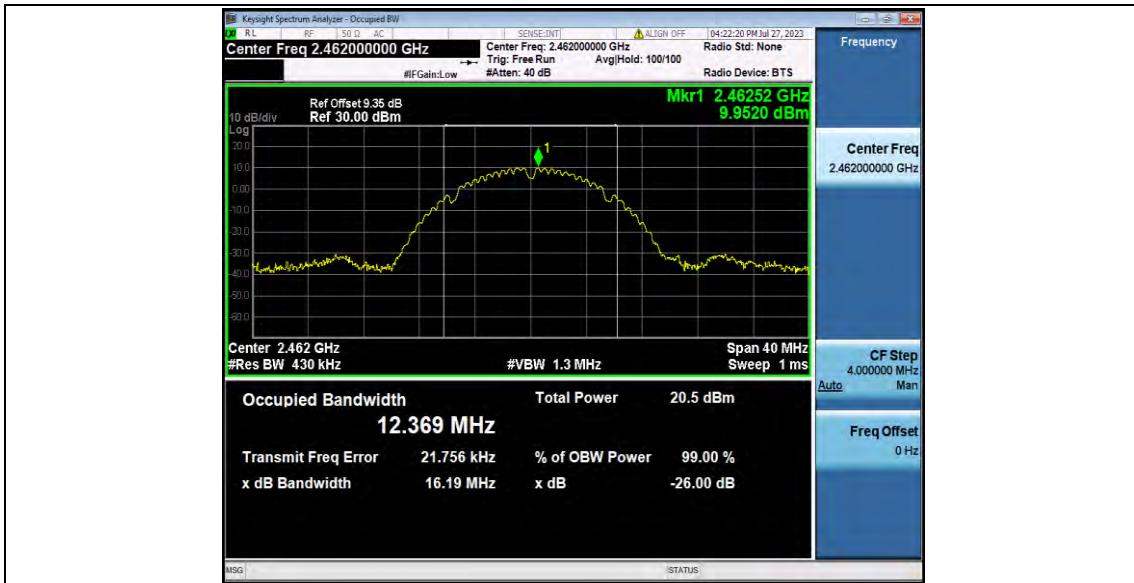 Keysight Spectrum Analyzer - Occupied BW
RL RF 50 Ω AC SENSE:INT ALIGN OFF 04:22:20 PM Jul 27, 2023
Center Freq 2.462000000 GHz
Center Freq: 2.462000000 GHz
Radio Std: None
Trig: Free Run Avg|Hold: 100/100
#IFGain:Low #Atten: 40 dB
Radio Device: BTS
Frequency
Ref Offset 9.35 dB
Mkr1 2.46252 GHz
10 dB/div Ref 30.00 dBm
9.9520 dBm
Log
20.0
1
10.0
0.00
-10.0
-20.0
-30.0
-40.0
-50.0
-60.0
Center 2.462 GHz
Span 40 MHz
#Res BW 430 kHz
#VBW 1.3 MHz
Sweep 1 ms
Center Freq
2.462000000 GHz
CF Step
4.000000 MHz
Auto Man
Freq Offset
0 Hz
Occupied Bandwidth
Total Power 20.5 dBm
12.369 MHz
Transmit Freq Error 21.756 kHz
% of OBW Power 99.00 %
x dB Bandwidth 16.19 MHz
x dB -26.00 dB
MSG
STATUS